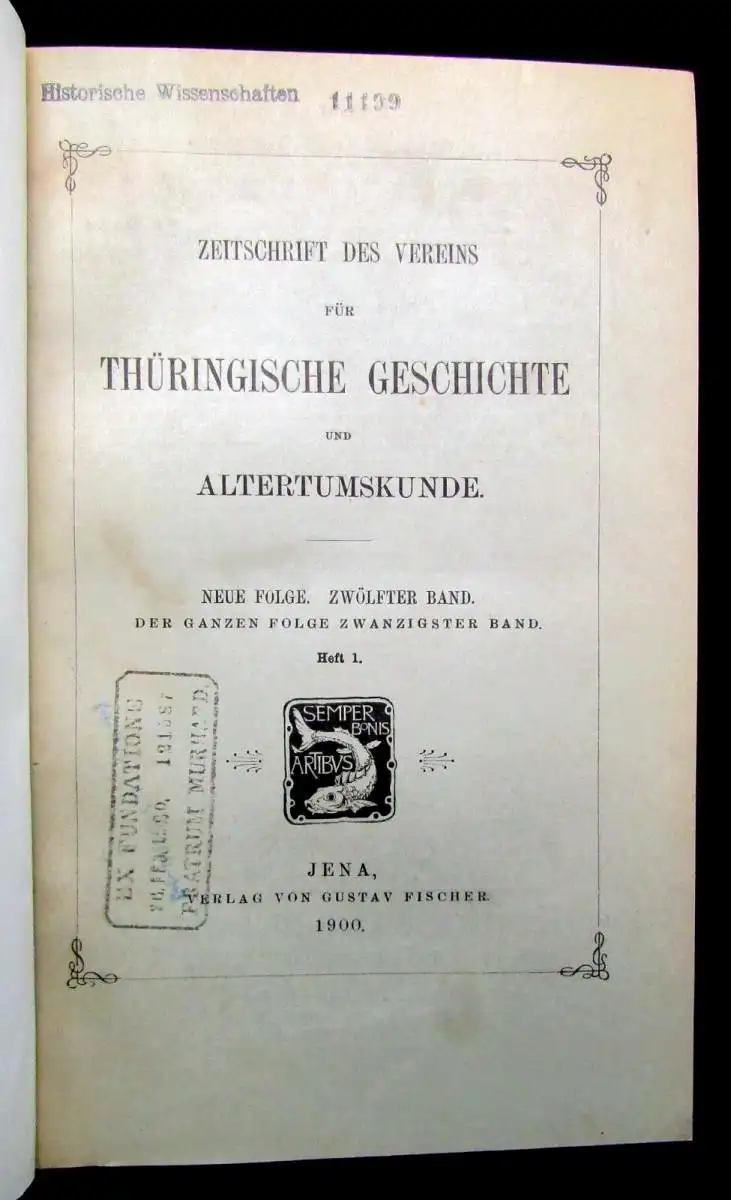 Historische Wissenschaften 11139
ZEITSCHRIFT DES VEREINS
FÜR
THÜRINGISCHE GESCHICHTE
UND
ALTERTUMSKUNDE.
NEUE FOLGE. ZWÖLFTER BAND.
DER GANZEN FOLGE ZWANZIGSTER BAND.
Heft 1.
SEMPER
BONIS
ARTIBVS
EX FUNDATIONE
FRATRUM MURHARD.
JENA,
VERLAG VON GUSTAV FISCHER.
1900.